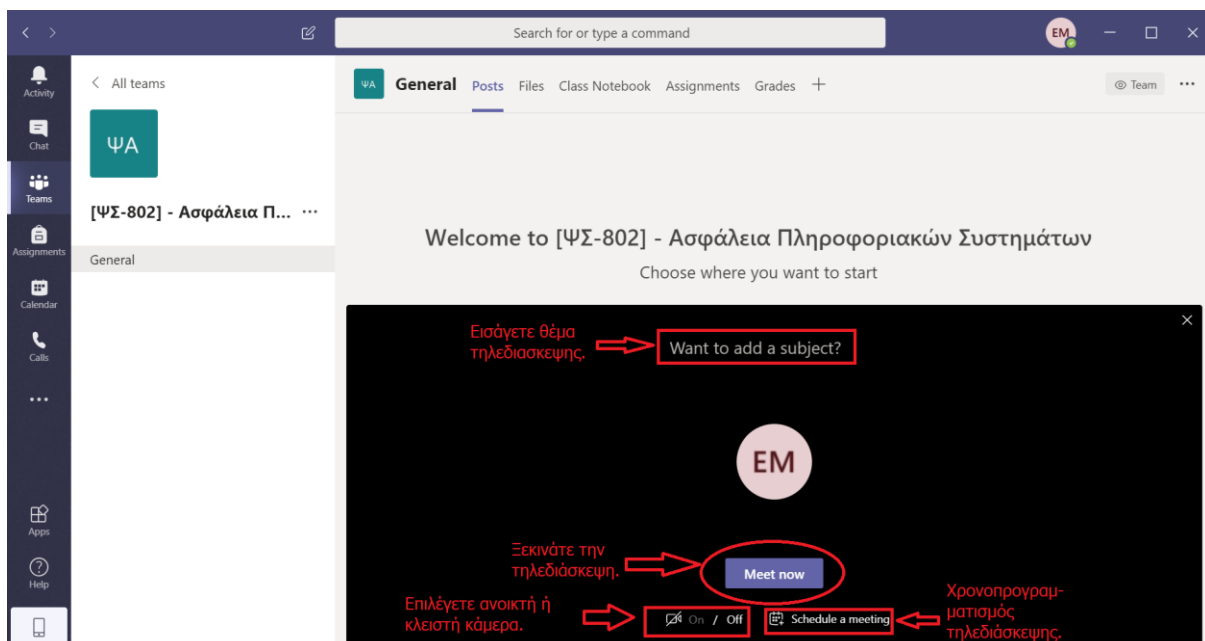 Search for or type a command
EM
Activity
Chat
Teams
Assignments
Calendar
Calls
Apps
Help
All teams
ΨΑ
[ΨΣ-802] - Ασφάλεια Π... ...
General
ΨΑ General Posts Files Class Notebook Assignments Grades +
Team ...
Welcome to [ΨΣ-802] - Ασφάλεια Πληροφοριακών Συστημάτων
Choose where you want to start
Εισάγετε θέμα
τηλεδιασκεψης.
Want to add a subject?
EM
Ξεκινάτε την
τηλεδιάσκεψη.
Meet now
Επιλέγετε ανοικτή ή
κλειστή κάμερα.
On / Off
Schedule a meeting
Χρονοπρογραμ-
ματισμός
τηλεδιάσκεψης.